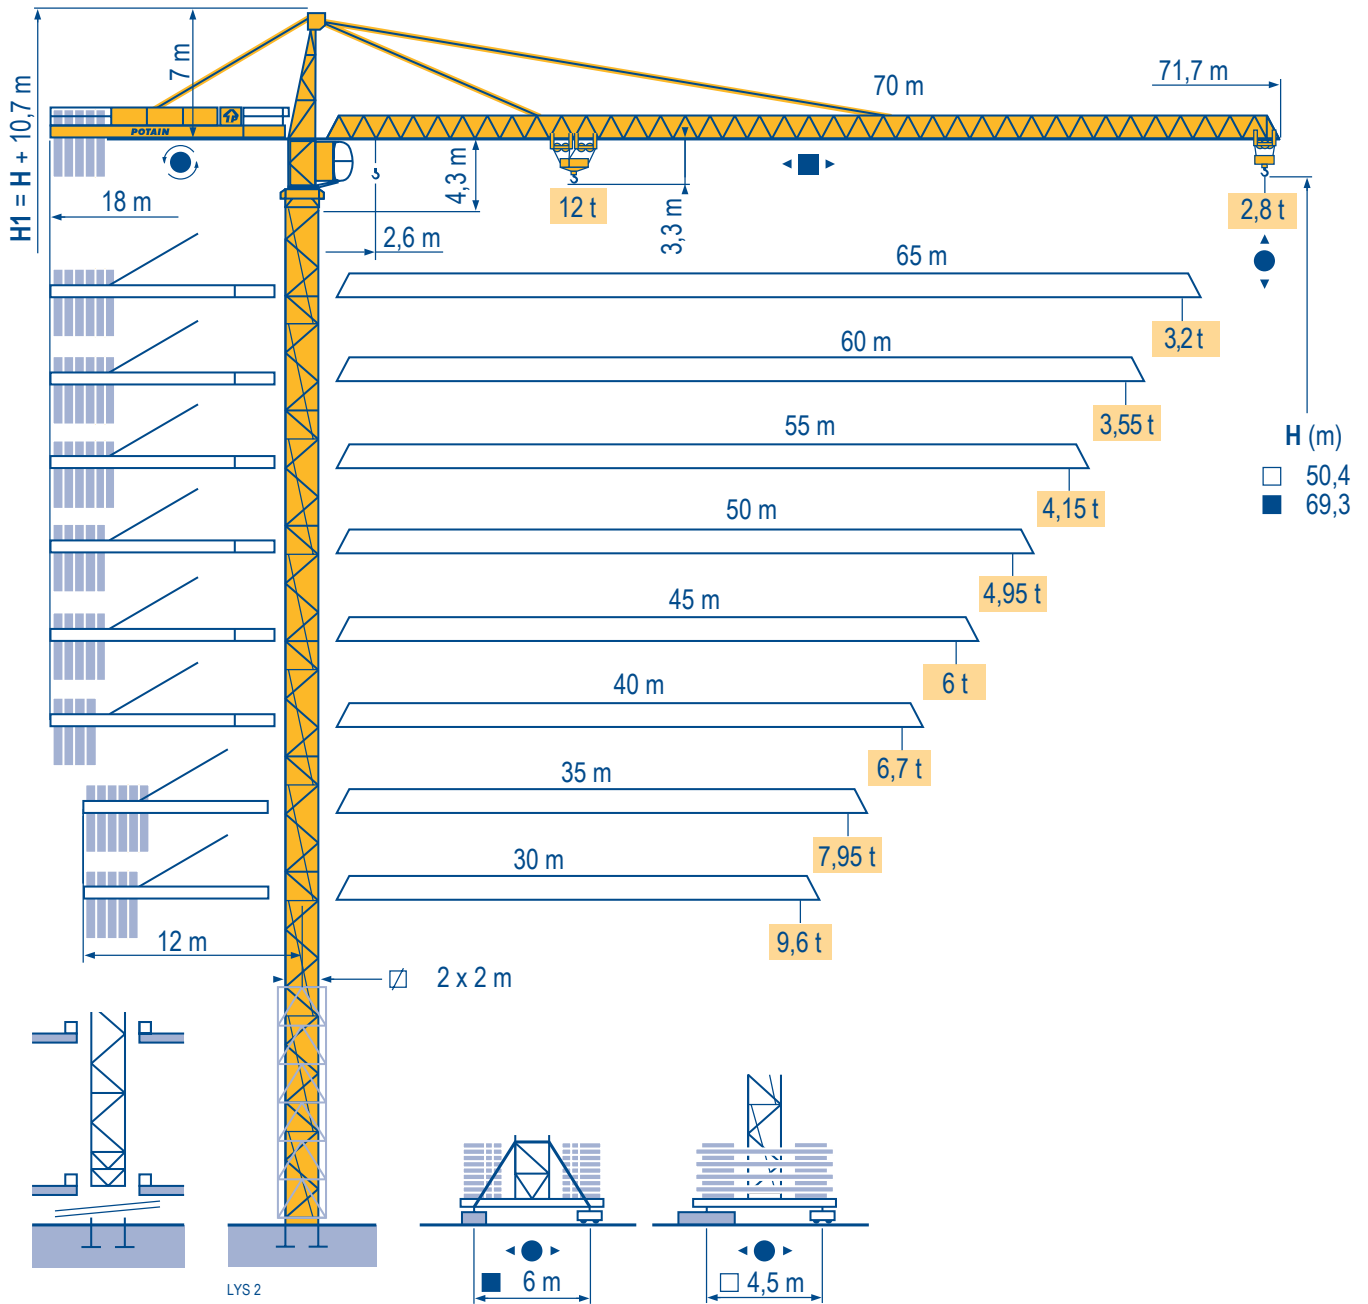 H1 = H + 10,7 m
7 m
70 m
71,7 m
POTAIN
4,3 m
3,3 m
12 t
2,8 t
18 m
2,6 m
65 m
3,2 t
60 m
3,55 t
55 m
4,15 t
H (m)
50,4
69,3
50 m
4,95 t
45 m
6 t
40 m
6,7 t
35 m
7,95 t
30 m
9,6 t
12 m
2 x 2 m
6 m
4,5 m
LYS 2